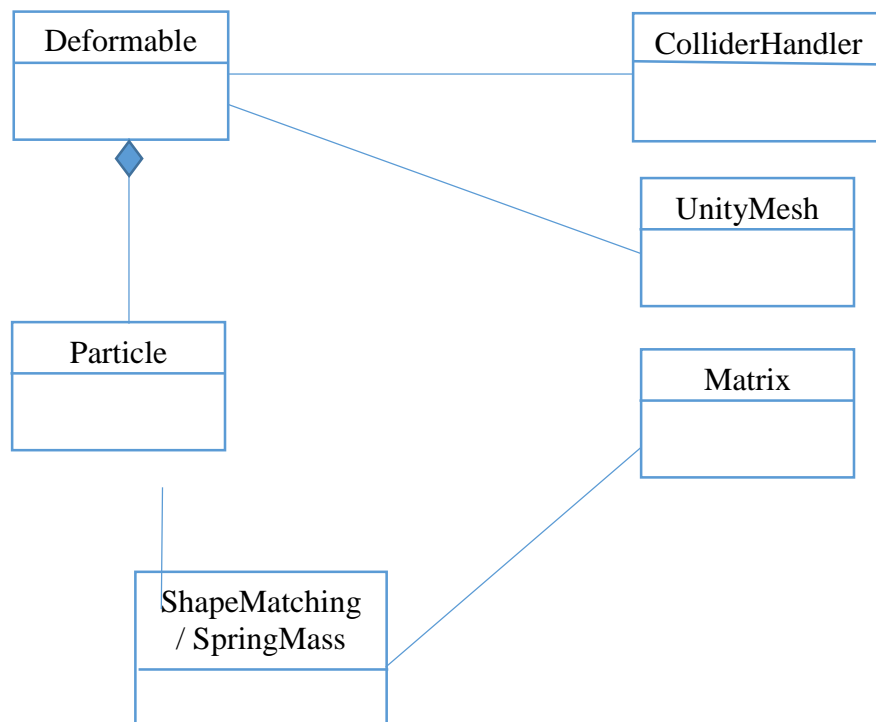 Deformable
ColliderHandler
UnityMesh
Particle
Matrix
ShapeMatching
/ SpringMass